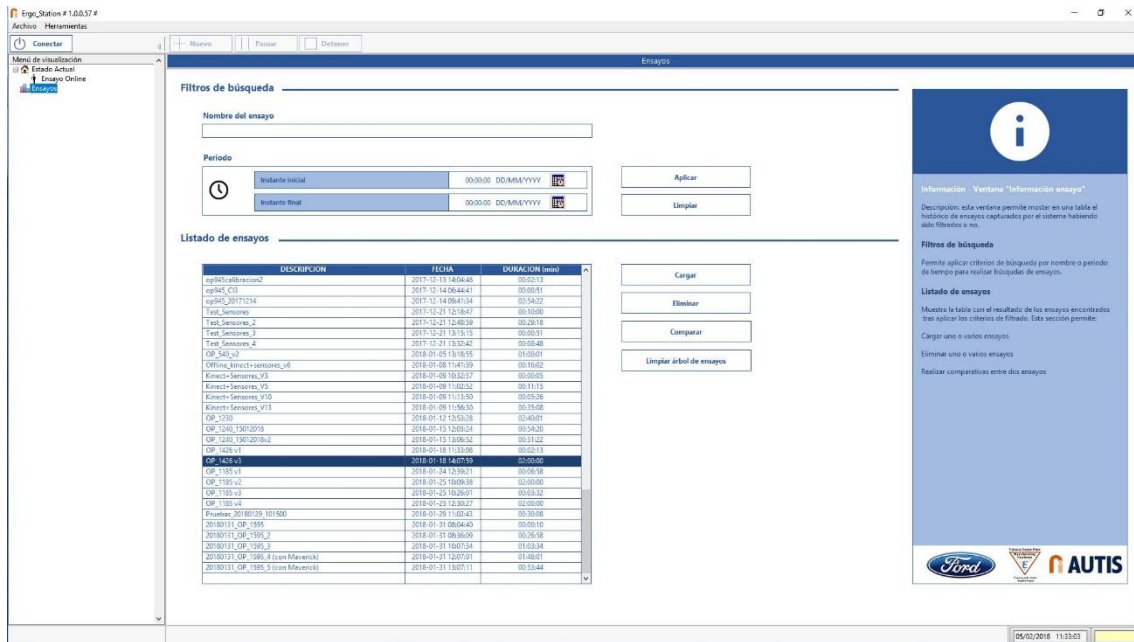 Ergo_Station # 1.0.0.57 #
Archivo Herramientas
Conectar Nuevo Pausar Detener
Menú de visualización
Estado Actual
Ensayo Online
Ensayos
Ensayos
Filtros de búsqueda
Nombre del ensayo
Periodo
Instante inicial 00:00:00 DD/MM/YYYY
Instante final 00:00:00 DD/MM/YYYY
Aplicar
Limpiar
Listado de ensayos
DESCRIPCION FECHA DURACION (min)
op945calibracion2 2017-12-13 14:04:46 00:02:13
op945_CI3 2017-12-14 06:44:41 00:00:51
op945_20171214 2017-12-14 09:41:34 02:54:22
Test_Sensores 2017-12-21 12:18:47 00:10:00
Test_Sensores_2 2017-12-21 12:48:59 00:29:18
Test_Sensores_3 2017-12-21 13:15:15 00:00:51
Test_Sensores_4 2017-12-21 13:32:42 00:08:48
OP_540_v2 2018-01-05 13:18:55 01:00:01
Offline_kinect+sensores_v6 2018-01-08 11:41:39 00:16:02
Kinect+Sensores_V3 2018-01-09 10:32:57 00:00:05
Kinect+Sensores_V5 2018-01-09 11:02:52 00:11:15
Kinect+Sensores_V10 2018-01-09 11:13:50 00:05:26
Kinect+Sensores_V13 2018-01-09 11:56:30 00:35:08
OP_1230 2018-01-12 12:53:28 02:40:01
OP_1240_15012018 2018-01-15 12:03:24 00:54:20
OP_1240_15012018v2 2018-01-15 13:06:52 00:51:22
OP_1426 v1 2018-01-18 11:33:08 00:02:13
OP_1426 v3 2018-01-18 14:07:59 02:00:00
OP_1185 v1 2018-01-24 12:39:21 00:06:58
OP_1185 v2 2018-01-25 10:09:38 02:00:00
OP_1185 v3 2018-01-25 10:26:01 00:03:32
OP_1185 v4 2018-01-25 12:30:27 02:00:00
Pruebas_20180129_101500 2018-01-29 11:02:43 00:30:08
20180131_OP_1595 2018-01-31 08:04:40 00:00:10
20180131_OP_1595_2 2018-01-31 08:36:09 00:26:58
20180131_OP_1595_3 2018-01-31 10:07:34 01:03:34
20180131_OP_1595_4 (con Maverick) 2018-01-31 12:07:01 01:48:01
20180131_OP_1595_5 (con Maverick) 2018-01-31 13:07:11 00:53:44
Cargar
Eliminar
Comparar
Limpiar árbol de ensayos
Información - Ventana "Información ensayo"
Descripción: esta ventana permite mostar en una tabla el
histórico de ensayos capturados por el sistema habiendo
sido filtrados o no.
Filtros de búsqueda
Permite aplicar criterios de búsqueda por nombre o periodo
de tiempo para realizar búsqudas de ensayos.
Listado de ensayos
Muestra la tabla con el resultado de los ensayos encontrados
tras aplicar los criterios de filtrado. Esta sección permite:
Cargar uno o varios ensayos
Eliminar uno o varios ensayos
Realizar comparativas entre dos ensayos
Ford E AUTIS
05/02/2018 11:33:03